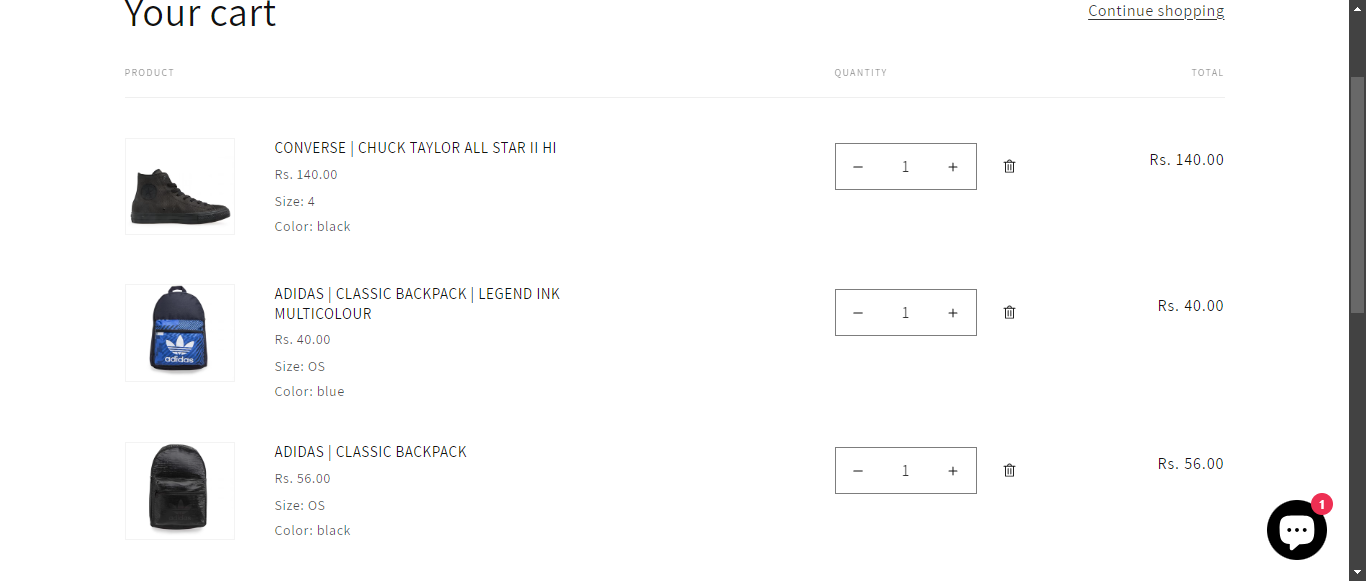 Your cart
Continue shopping
PRODUCT
QUANTITY
TOTAL
CONVERSE | CHUCK TAYLOR ALL STAR II HI
Rs. 140.00
Size: 4
Color: black
1
Rs. 140.00
ADIDAS | CLASSIC BACKPACK | LEGEND INK
MULTICOLOUR
Rs. 40.00
Size: OS
Color: blue
adidas
1
Rs. 40.00
ADIDAS | CLASSIC BACKPACK
Rs. 56.00
Size: OS
Color: black
1
Rs. 56.00
1